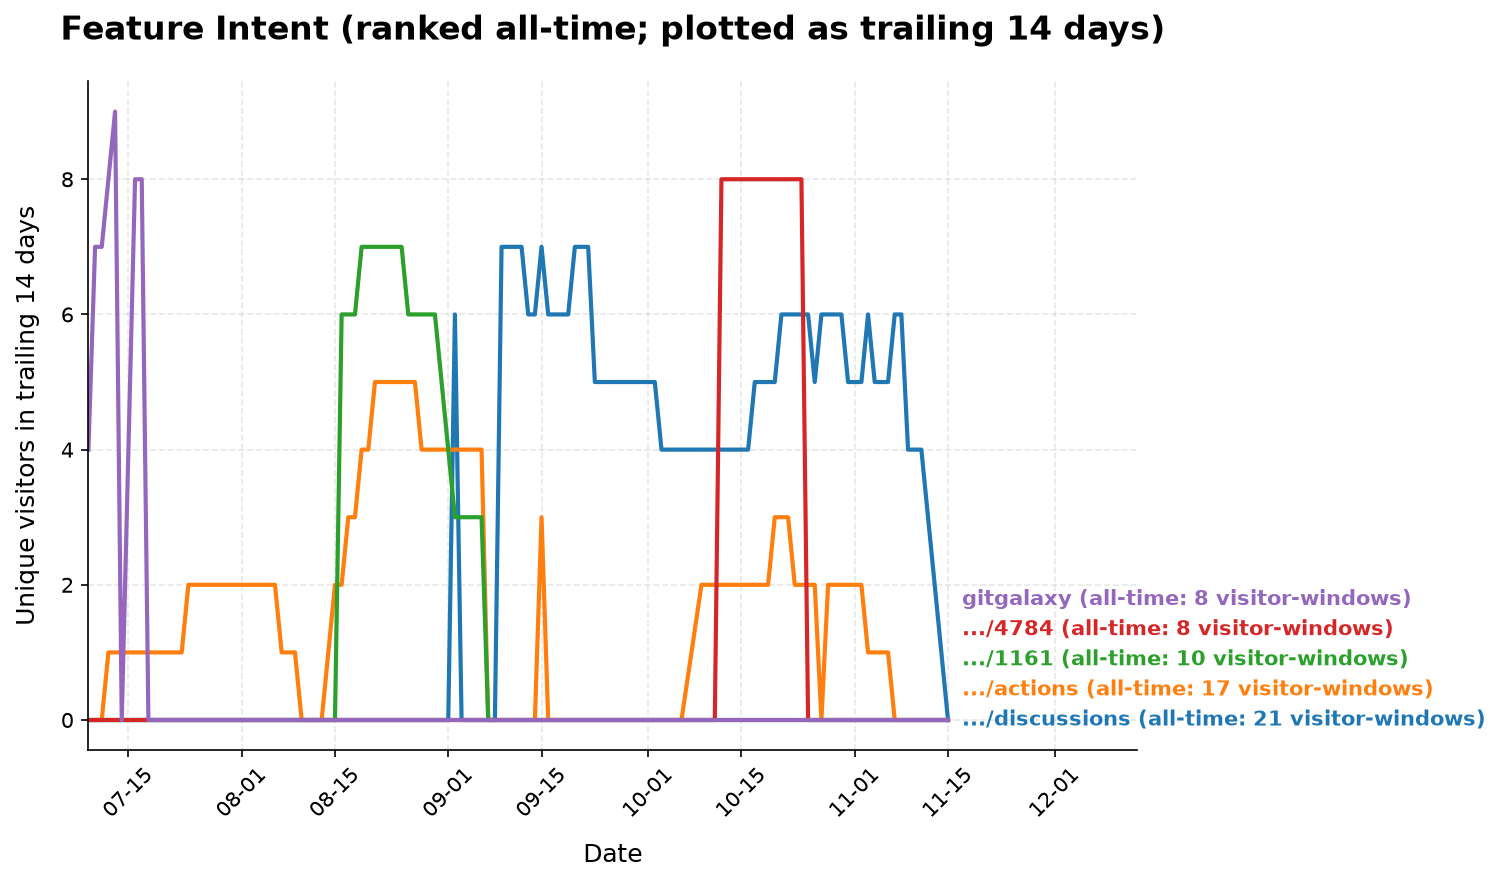 Feature Intent (ranked all-time; plotted as trailing 14 days)
Unique visitors in trailing 14 days
8
6
4
2
0
gitgalaxy (all-time: 8 visitor-windows)
.../4784 (all-time: 8 visitor-windows)
.../1161 (all-time: 10 visitor-windows)
.../actions (all-time: 17 visitor-windows)
.../discussions (all-time: 21 visitor-windows)
07-15
08-01
08-15
09-01
09-15
10-01
10-15
11-01
11-15
12-01
Date